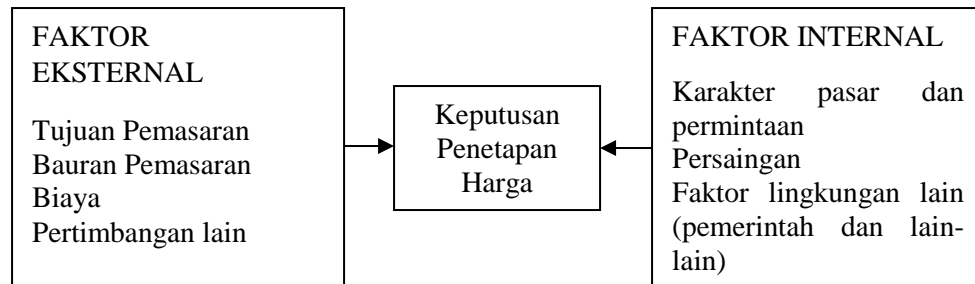 FAKTOR
EKSTERNAL
Tujuan Pemasaran
Bauran Pemasaran
Biaya
Pertimbangan lain
Keputusan
Penetapan
Harga
FAKTOR INTERNAL
Karakter pasar dan
permintaan
Persaingan
Faktor lingkungan lain
(pemerintah dan lain-
lain)